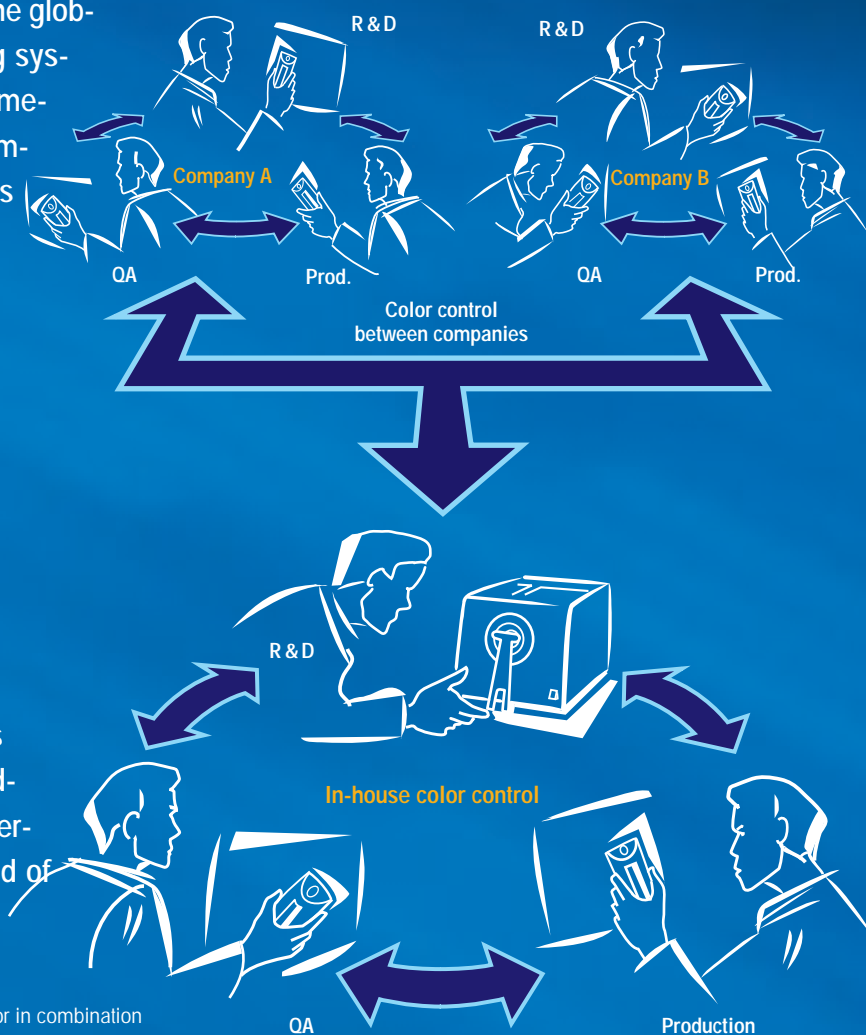 ne glob-
g sys-
me-
m-
s
R & D
R & D
Company A
Company B
QA
Prod.
QA
Prod.
Color control
between companies
R & D
s
d-
er-
d of
In-house color control
or in combination
QA
Production